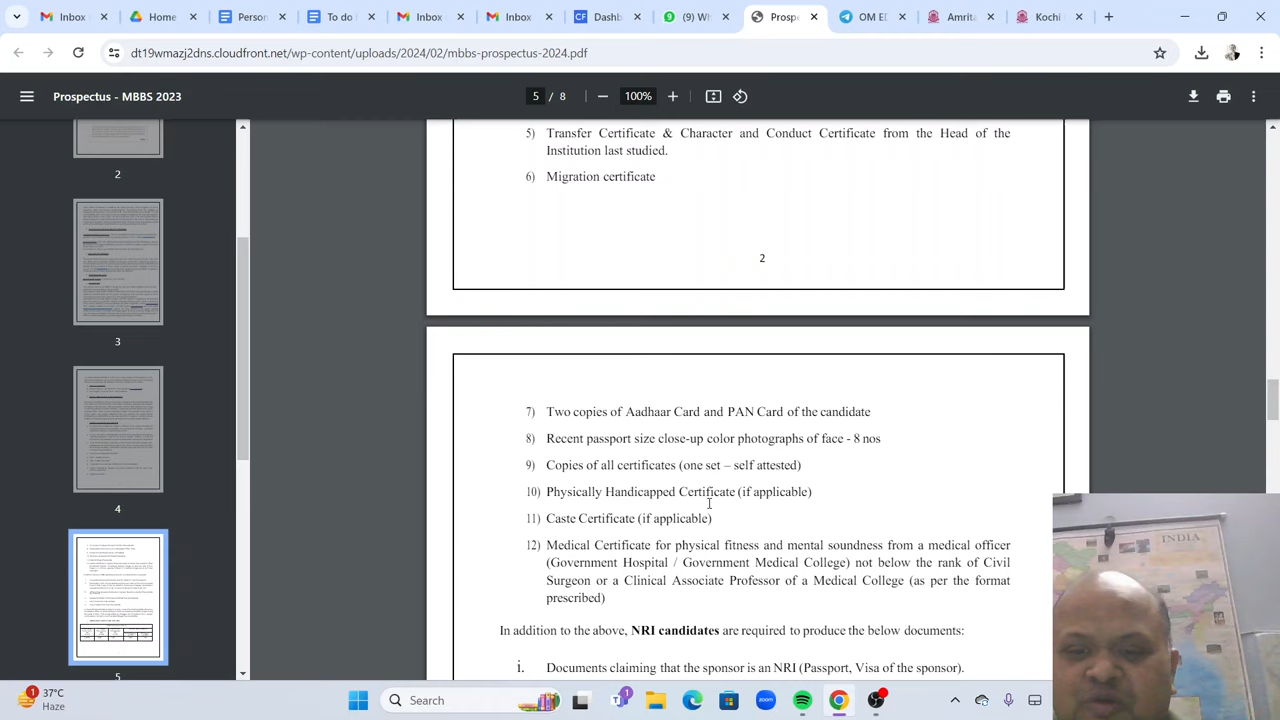 Inbox
Home
Person
To do
Inbox
Inbox
Dashb
(9) Wh
Prospe
OM ED
Amrita
Kochi
dt19wmazj2dns.cloudfront.net/wp-content/uploads/2024/02/mbbs-prospectus-2024.pdf
Prospectus - MBBS 2023
5 / 8
100%
2
3
4
5
5) Transfer Certificate & Character and Conduct Certificate from the Head of the
Institution last studied.
6) Migration certificate
2
7) Two copies of Aadhaar Card and PAN Card of the candidate
8) Recent passport size close-up color photographs of face - 8 nos
9) Copies of all certificates (one set – self attested)
10) Physically Handicapped Certificate (if applicable)
11) Caste Certificate (if applicable)
12) Medical Certificate for physical fitness and mental soundness from a medical officer
(Government Hospital / Government Medical College) not below the rank of Civil
Surgeon or a Clinical Associate Professor of a Medical College (as per the format
prescribed)
In addition to the above, NRI candidates are required to produce the below documents:
i. Documents claiming that the sponsor is an NRI (Passport, Visa of the sponsor).
INDIA
1
37°C
Haze
Search
1